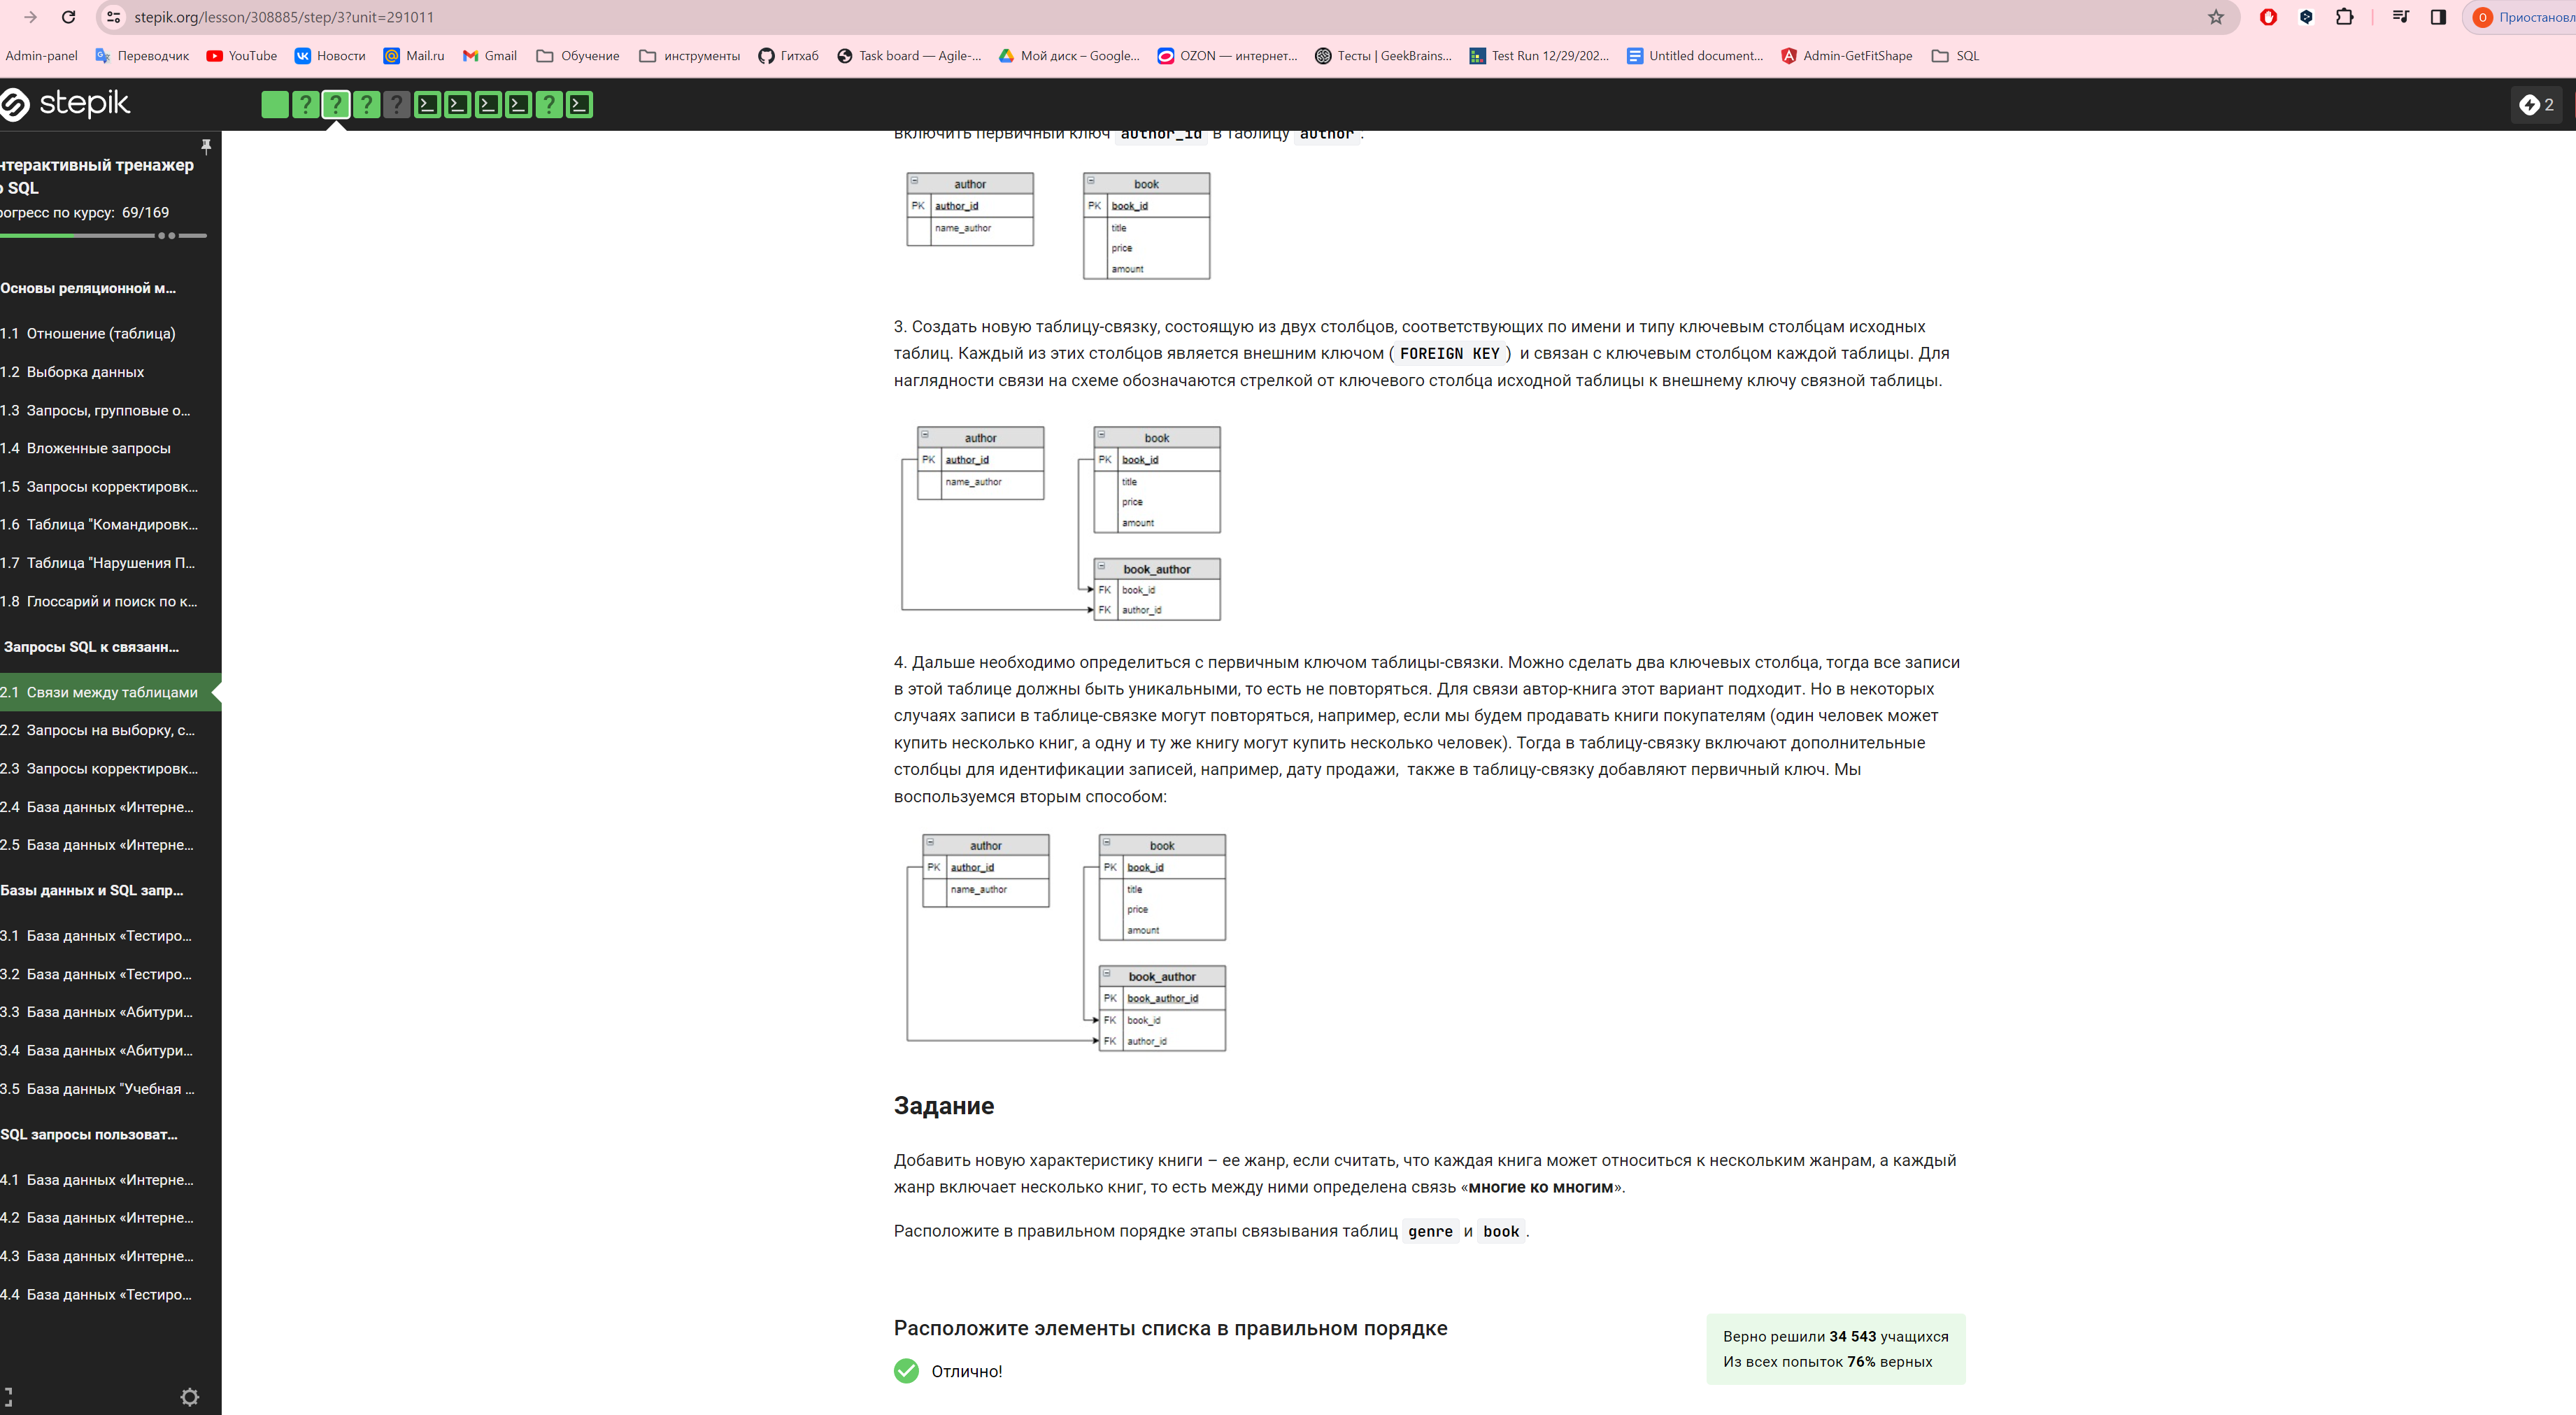 stepik.org/lesson/308885/step/3?unit=291011
О Приостановл
Admin-panel Переводчик YouTube Новости Mail.ru Gmail Обучение инструменты Гитхаб Task board — Agile-... Мой диск – Google... OZON — интернет... Тесты | GeekBrains... Test Run 12/29/202... Untitled document... Admin-GetFitShape SQL
stepik
? ? ? ? ?
2
нтерактивный тренажер
о SQL
рогресс по курсу: 69/169
Основы реляционной м...
1.1 Отношение (таблица)
1.2 Выборка данных
1.3 Запросы, групповые о...
1.4 Вложенные запросы
1.5 Запросы корректировк...
1.6 Таблица "Командировк...
1.7 Таблица "Нарушения П...
1.8 Глоссарий и поиск по к...
Запросы SQL к связанн...
2.1 Связи между таблицами
2.2 Запросы на выборку, с...
2.3 Запросы корректировк...
2.4 База данных «Интерне...
2.5 База данных «Интерне...
Базы данных и SQL запр...
3.1 База данных «Тестиро...
3.2 База данных «Тестиро...
3.3 База данных «Абитури...
3.4 База данных «Абитури...
3.5 База данных "Учебная ...
SQL запросы пользоват...
4.1 База данных «Интерне...
4.2 База данных «Интерне...
4.3 База данных «Интерне...
4.4 База данных «Тестиро...
включить первичный ключ author_id в таблицу author .
author
PK author_id
name_author
book
PK book_id
title
price
amount
3. Создать новую таблицу-связку, состоящую из двух столбцов, соответствующих по имени и типу ключевым столбцам исходных
таблиц. Каждый из этих столбцов является внешним ключом ( FOREIGN KEY ) и связан с ключевым столбцом каждой таблицы. Для
наглядности связи на схеме обозначаются стрелкой от ключевого столбца исходной таблицы к внешнему ключу связной таблицы.
author
PK author_id
name_author
book
PK book_id
title
price
amount
book_author
FK book_id
FK author_id
4. Дальше необходимо определиться с первичным ключом таблицы-связки. Можно сделать два ключевых столбца, тогда все записи
в этой таблице должны быть уникальными, то есть не повторяться. Для связи автор-книга этот вариант подходит. Но в некоторых
случаях записи в таблице-связке могут повторяться, например, если мы будем продавать книги покупателям (один человек может
купить несколько книг, а одну и ту же книгу могут купить несколько человек). Тогда в таблицу-связку включают дополнительные
столбцы для идентификации записей, например, дату продажи, также в таблицу-связку добавляют первичный ключ. Мы
воспользуемся вторым способом:
author
PK author_id
name_author
book
PK book_id
title
price
amount
book_author
PK book_author_id
FK book_id
FK author_id
Задание
Добавить новую характеристику книги – ее жанр, если считать, что каждая книга может относиться к нескольким жанрам, а каждый
жанр включает несколько книг, то есть между ними определена связь «многие ко многим».
Расположите в правильном порядке этапы связывания таблиц genre и book .
Расположите элементы списка в правильном порядке
Отлично!
Верно решили 34 543 учащихся
Из всех попыток 76% верных